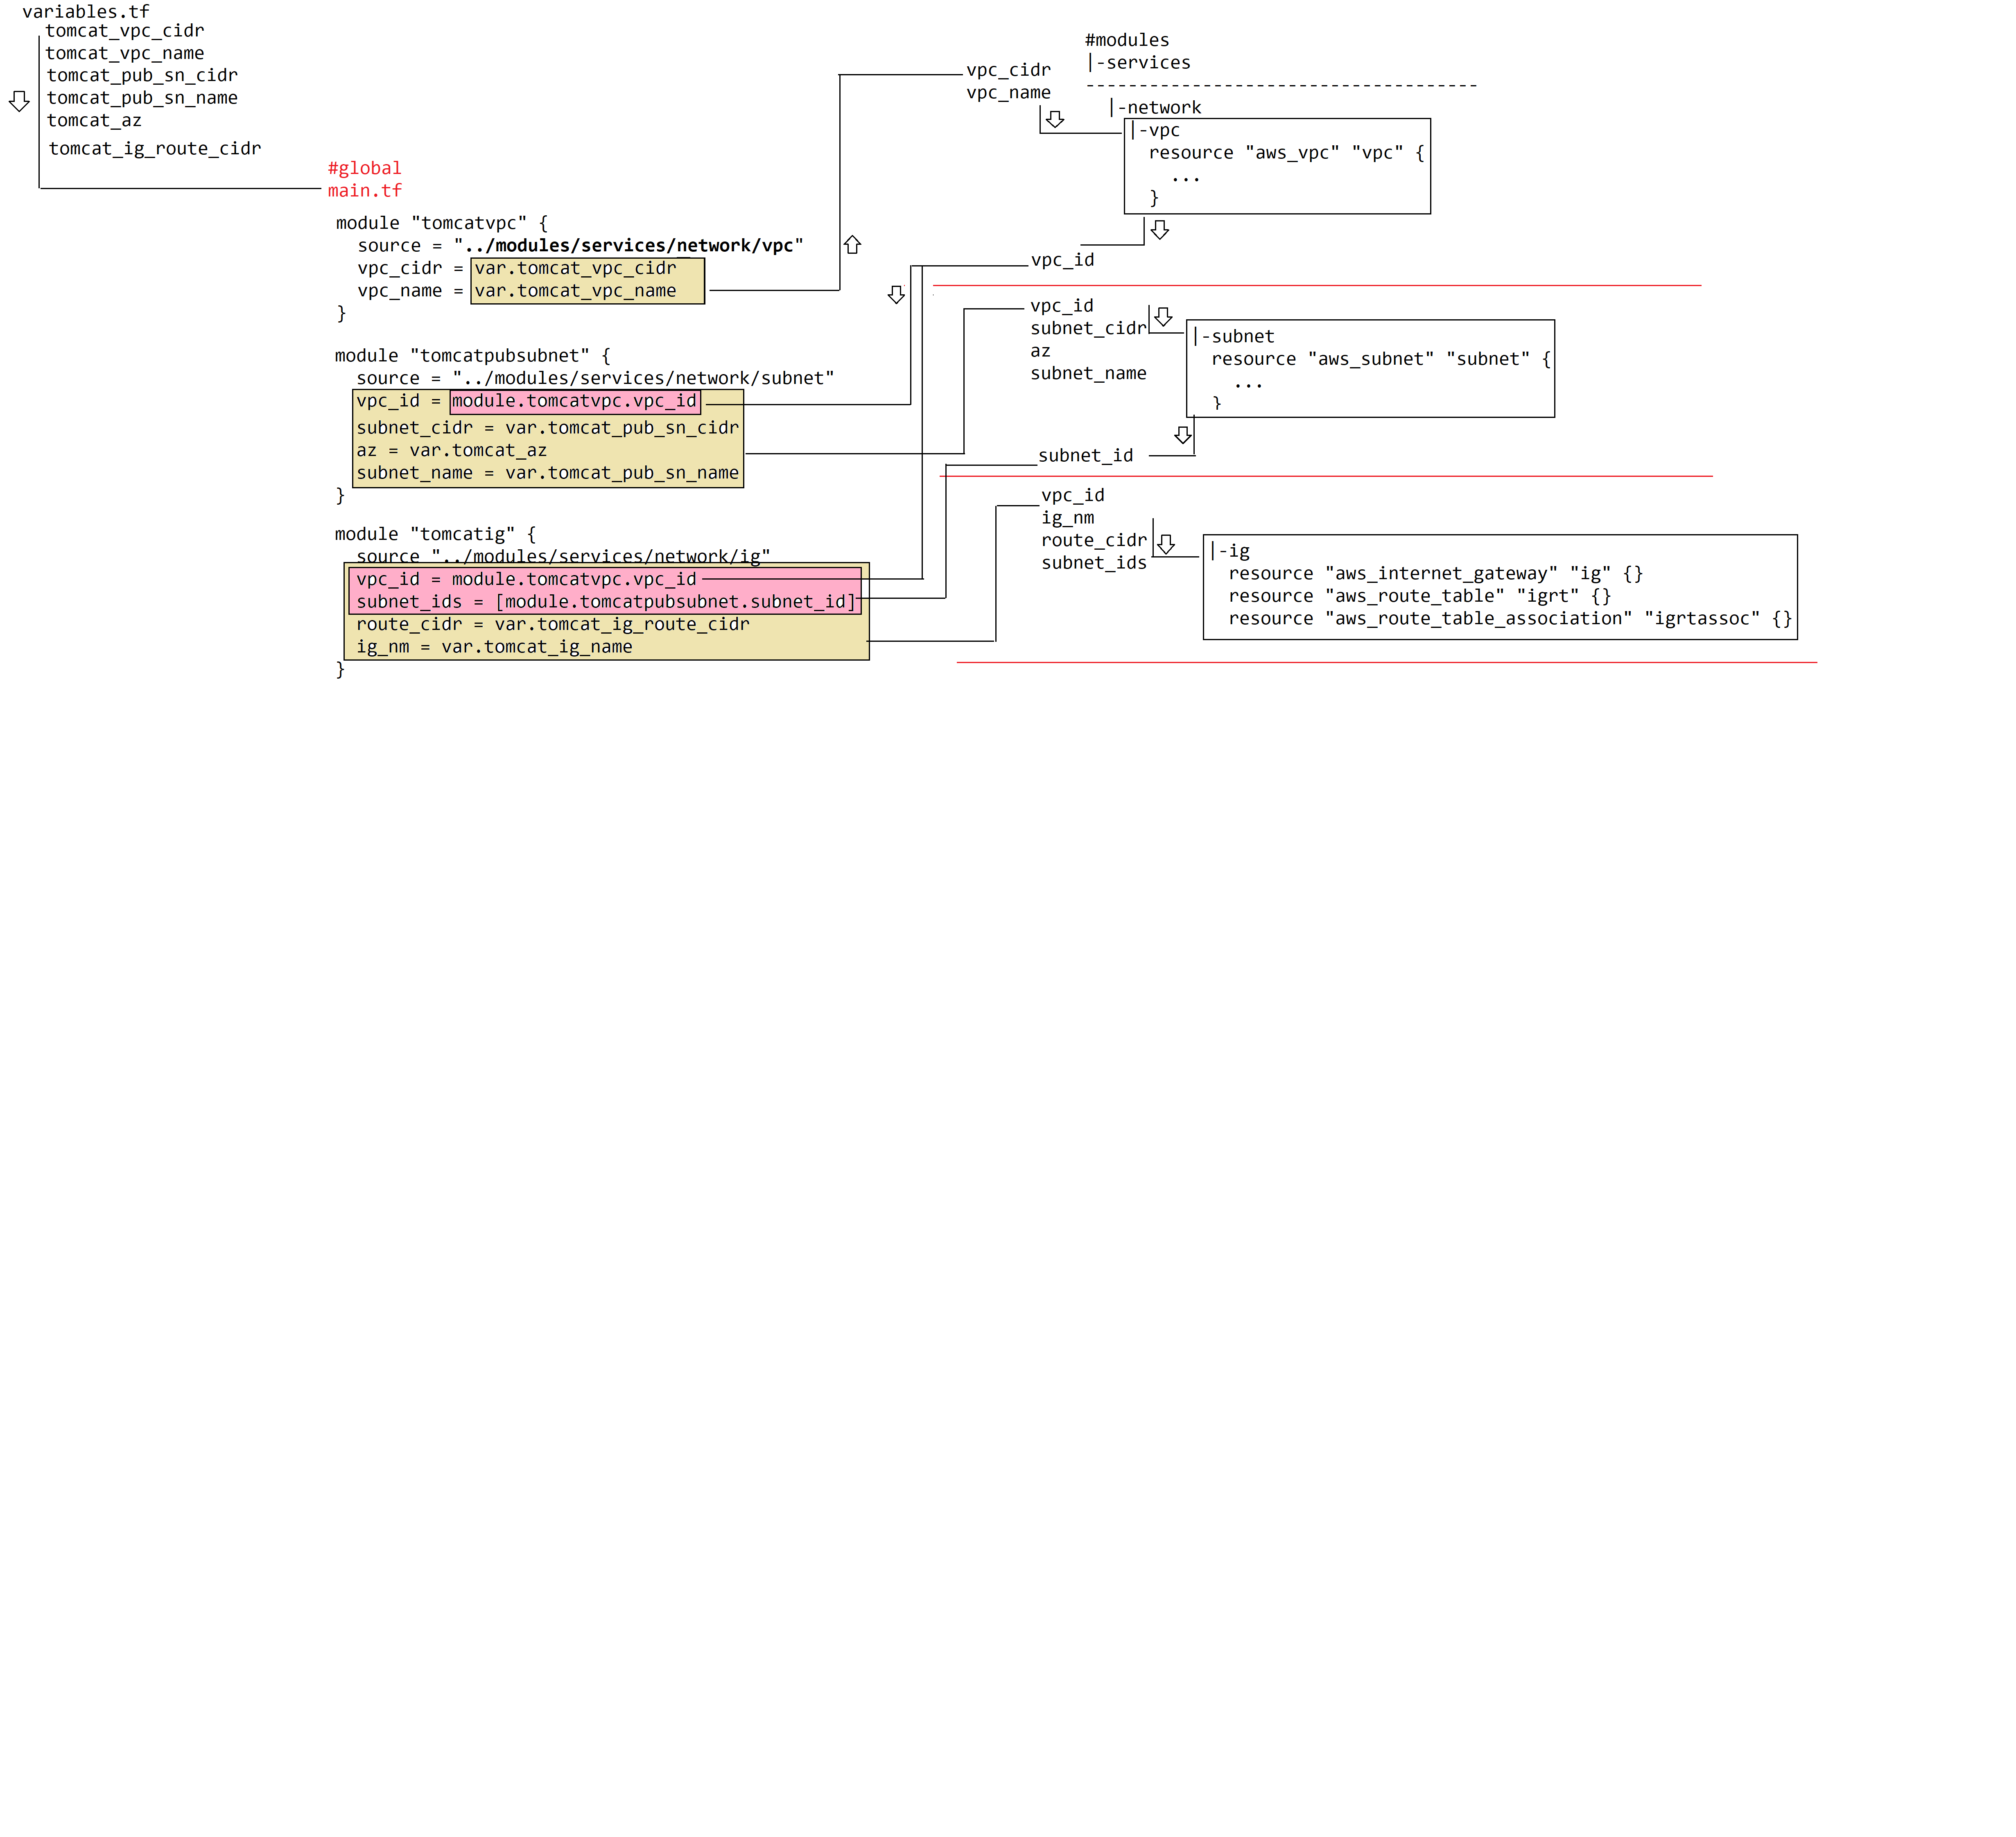 variables.tf
tomcat_vpc_cidr
tomcat_vpc_name
tomcat_pub_sn_cidr
tomcat_pub_sn_name
tomcat_az
tomcat_ig_route_cidr
#global
main.tf
module "tomcatvpc" {
source = "../modules/services/network/vpc"
vpc_cidr = var.tomcat_vpc_cidr
vpc_name = var.tomcat_vpc_name
}
module "tomcatpubsubnet" {
source = "../modules/services/network/subnet"
vpc_id = module.tomcatvpc.vpc_id
subnet_cidr = var.tomcat_pub_sn_cidr
az = var.tomcat_az
subnet_name = var.tomcat_pub_sn_name
}
module "tomcatig" {
source "../modules/services/network/ig"
vpc_id = module.tomcatvpc.vpc_id
subnet_ids = [module.tomcatpubsubnet.subnet_id]
route_cidr = var.tomcat_ig_route_cidr
ig_nm = var.tomcat_ig_name
}
#modules
|-services
-------------------------------------
|-network
vpc_cidr
vpc_name
|-vpc
resource "aws_vpc" "vpc" {
...
}
vpc_id
vpc_id
subnet_cidr
az
subnet_name
|-subnet
resource "aws_subnet" "subnet" {
...
}
subnet_id
vpc_id
ig_nm
route_cidr
subnet_ids
|-ig
resource "aws_internet_gateway" "ig" {}
resource "aws_route_table" "igrt" {}
resource "aws_route_table_association" "igrtassoc" {}